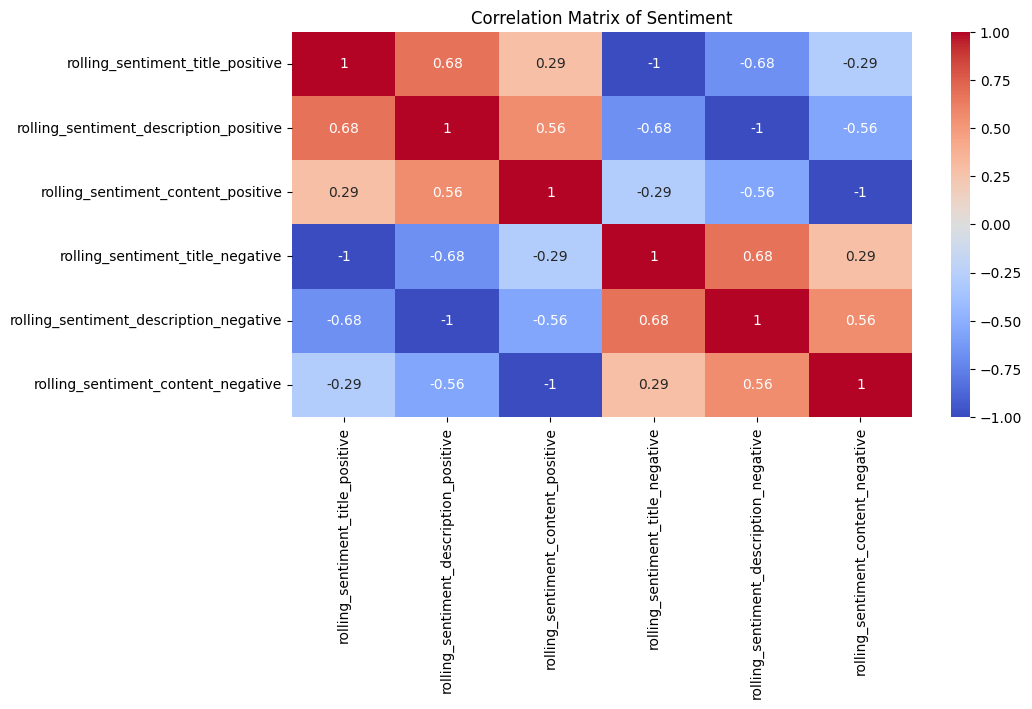 Correlation Matrix of Sentiment
rolling_sentiment_title_positive 1 0.68 0.29 -1 -0.68 -0.29
rolling_sentiment_description_positive 0.68 1 0.56 -0.68 -1 -0.56
rolling_sentiment_content_positive 0.29 0.56 1 -0.29 -0.56 -1
rolling_sentiment_title_negative -1 -0.68 -0.29 1 0.68 0.29
rolling_sentiment_description_negative -0.68 -1 -0.56 0.68 1 0.56
rolling_sentiment_content_negative -0.29 -0.56 -1 0.29 0.56 1
rolling_sentiment_title_positive
rolling_sentiment_description_positive
rolling_sentiment_content_positive
rolling_sentiment_title_negative
rolling_sentiment_description_negative
rolling_sentiment_content_negative
1.00
0.75
0.50
0.25
0.00
−0.25
−0.50
−0.75
−1.00